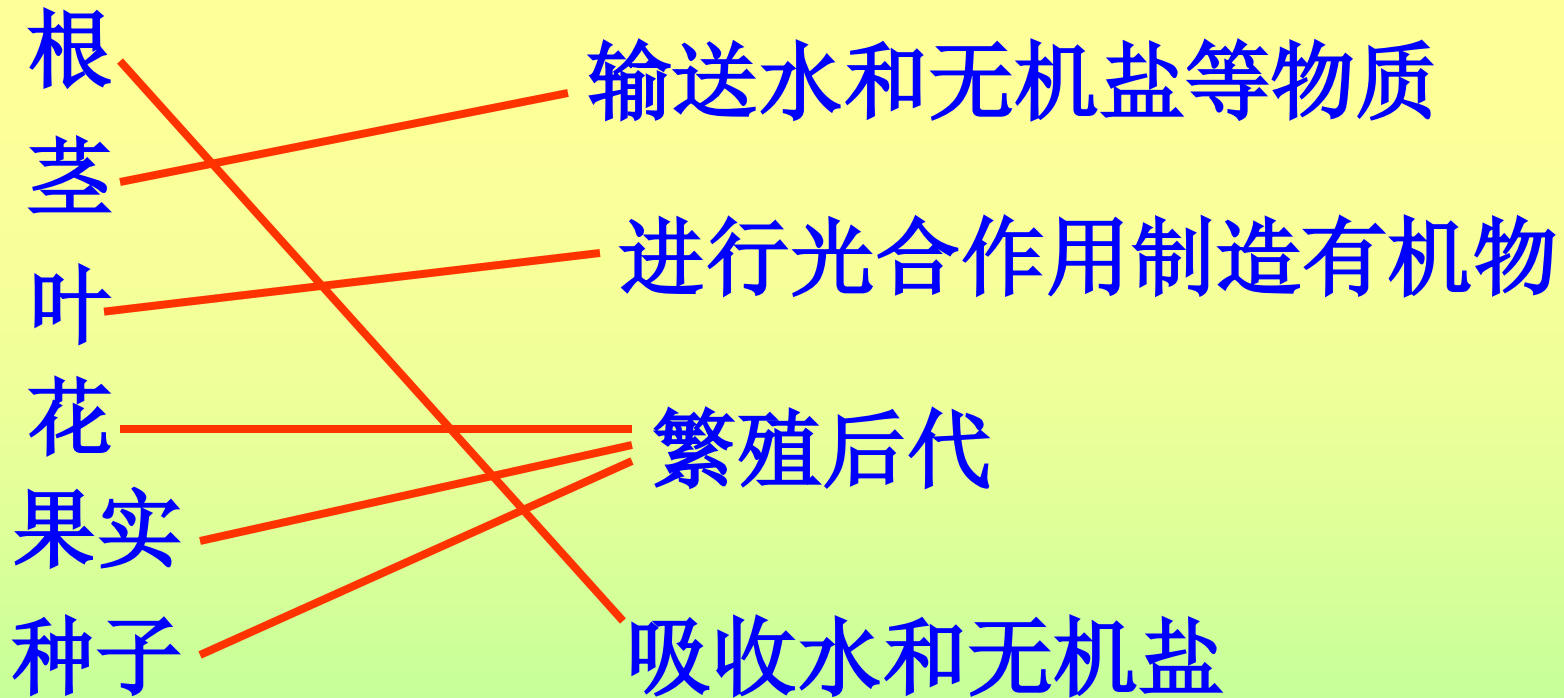 根
茎
叶
花
果实
种子
输送水和无机盐等物质
进行光合作用制造有机物
繁殖后代
吸收水和无机盐